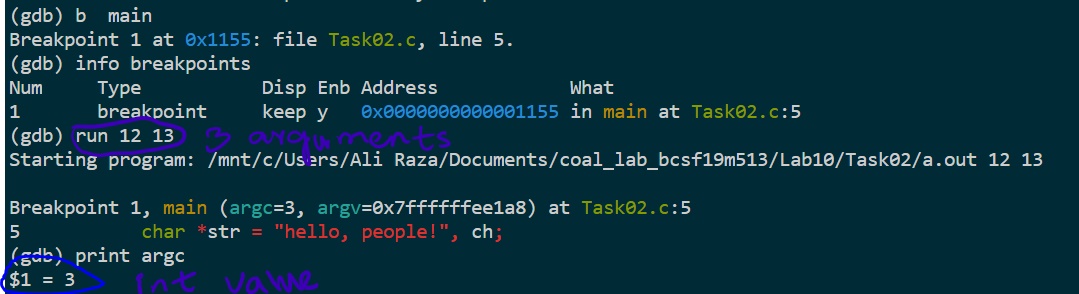 (gdb) b  main
Breakpoint 1 at 0x1155: file Task02.c, line 5.
(gdb) info breakpoints
Num     Type           Disp Enb Address            What
1       breakpoint     keep y   0x0000000000001155 in main at Task02.c:5
(gdb) run 12 13 3 arguments
Starting program: /mnt/c/Users/Ali Raza/Documents/coal_lab_bcsf19m513/Lab10/Task02/a.out 12 13
Breakpoint 1, main (argc=3, argv=0x7ffffffee1a8) at Task02.c:5
5           char *str = "hello, people!", ch;
(gdb) print argc
$1 = 3 int value